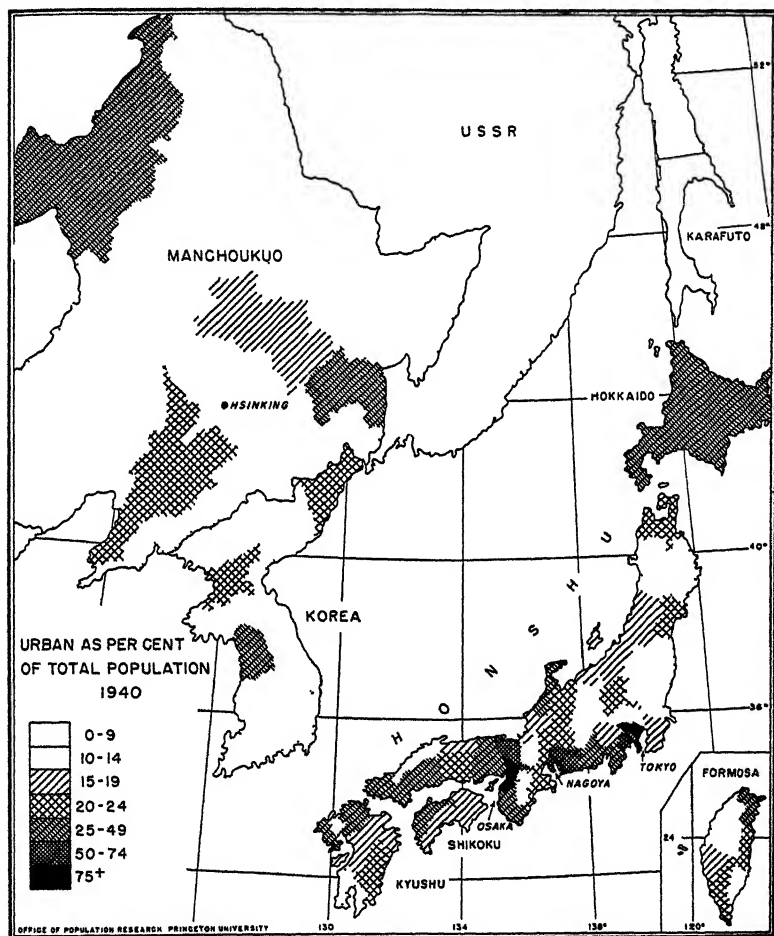 52°
USSR
48°
KARAFUTO
MANCHOUKUO
HOKKAIDO
HSINKING
40°
HONSHU
KOREA
URBAN AS PER CENT
OF TOTAL POPULATION
1940
36°
0-9
10-14
15-19
20-24
25-49
50-74
75+
TOKYO
NAGOYA
OSAKA
SHIKOKU
KYUSHU
FORMOSA
24
130
134
138°
120°
OFFICE OF POPULATION RESEARCH PRINCETON UNIVERSITY